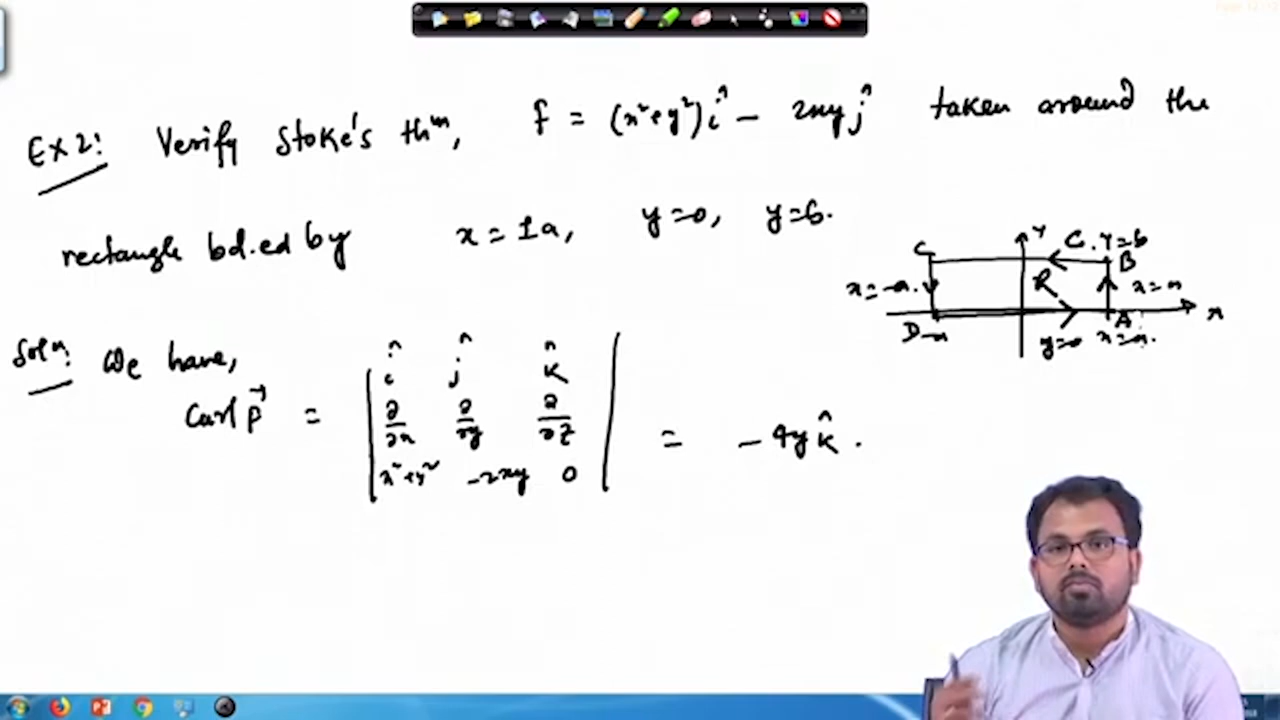 Ex 2: Verify Stoke's thm, f = (x²+y²)î – 2xyĵ taken around the
rectangle bd.ed by x = ±a, y=0, y=b.
Y
C
C. Y=b
B
x=-a.
R
x=a
x
D -a
y=0
A
x=a.
Soln: We have,
Curl F⃗ = | î ĵ k̂ | = – 4y k̂ .
∂/∂x ∂/∂y ∂/∂z
x²+y² -2xy 0